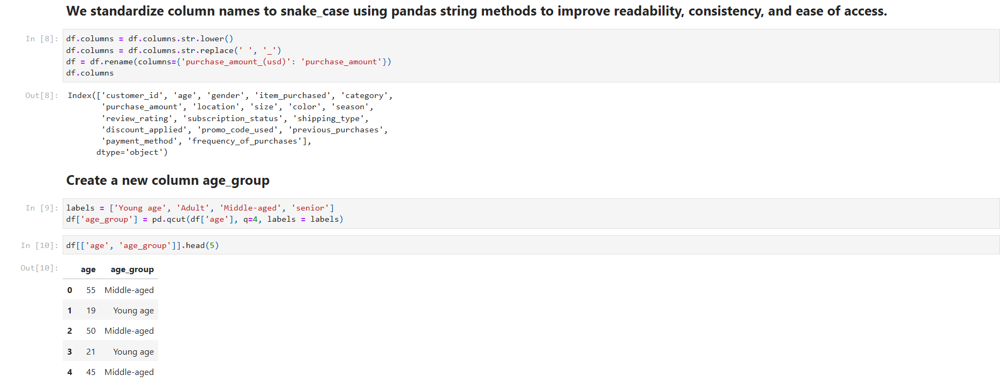 We standardize column names to snake_case using pandas string methods to improve readability, consistency, and ease of access.
In [8]: df.columns = df.columns.str.lower()
df.columns = df.columns.str.replace(' ', '_')
df = df.rename(columns={'purchase_amount_(usd)': 'purchase_amount'})
df.columns
Out[8]: Index(['customer_id', 'age', 'gender', 'item_purchased', 'category',
'purchase_amount', 'location', 'size', 'color', 'season',
'review_rating', 'subscription_status', 'shipping_type',
'discount_applied', 'promo_code_used', 'previous_purchases',
'payment_method', 'frequency_of_purchases'],
dtype='object')
Create a new column age_group
In [9]: labels = ['Young age', 'Adult', 'Middle-aged', 'senior']
df['age_group'] = pd.qcut(df['age'], q=4, labels = labels)
In [10]: df[['age', 'age_group']].head(5)
Out[10]:
age age_group
0 55 Middle-aged
1 19 Young age
2 50 Middle-aged
3 21 Young age
4 45 Middle-aged